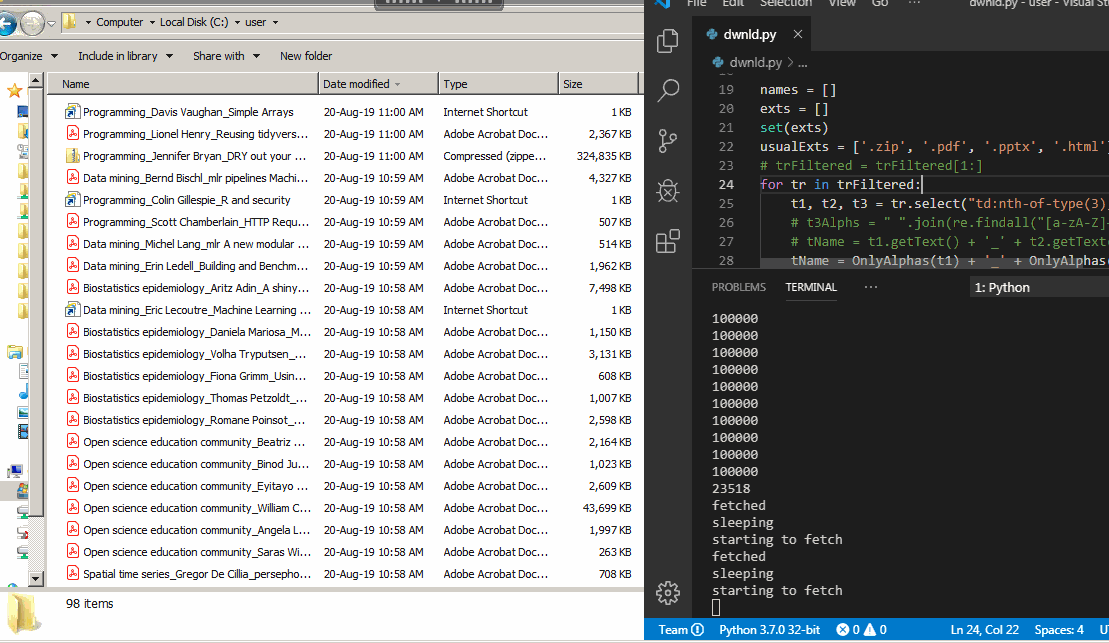 Computer Local Disk (C:) user
Organize Include in library Share with New folder
Name Date modified Type Size
Programming_Davis Vaughan_Simple Arrays 20-Aug-19 11:00 AM Internet Shortcut 1 KB
Programming_Lionel Henry_Reusing tidyvers... 20-Aug-19 11:00 AM Adobe Acrobat Doc... 2,367 KB
Programming_Jennifer Bryan_DRY out your ... 20-Aug-19 11:00 AM Compressed (zippe... 324,835 KB
Data mining_Bernd Bischl_mlr pipelines Machi... 20-Aug-19 10:59 AM Adobe Acrobat Doc... 4,327 KB
Programming_Colin Gillespie_R and security 20-Aug-19 10:59 AM Internet Shortcut 1 KB
Programming_Scott Chamberlain_HTTP Requ... 20-Aug-19 10:59 AM Adobe Acrobat Doc... 507 KB
Data mining_Michel Lang_mlr A new modular ... 20-Aug-19 10:59 AM Adobe Acrobat Doc... 514 KB
Data mining_Erin Ledell_Building and Benchm... 20-Aug-19 10:59 AM Adobe Acrobat Doc... 1,962 KB
Biostatistics epidemiology_Aritz Adin_A shiny... 20-Aug-19 10:58 AM Adobe Acrobat Doc... 7,498 KB
Data mining_Eric Lecoutre_Machine Learning ... 20-Aug-19 10:58 AM Internet Shortcut 1 KB
Biostatistics epidemiology_Daniela Mariosa_M... 20-Aug-19 10:58 AM Adobe Acrobat Doc... 1,150 KB
Biostatistics epidemiology_Volha Tryputsen_... 20-Aug-19 10:58 AM Adobe Acrobat Doc... 3,131 KB
Biostatistics epidemiology_Fiona Grimm_Usin... 20-Aug-19 10:58 AM Adobe Acrobat Doc... 608 KB
Biostatistics epidemiology_Thomas Petzoldt_... 20-Aug-19 10:58 AM Adobe Acrobat Doc... 1,007 KB
Biostatistics epidemiology_Romane Poinsot_... 20-Aug-19 10:58 AM Adobe Acrobat Doc... 2,598 KB
Open science education community_Beatriz ... 20-Aug-19 10:58 AM Adobe Acrobat Doc... 2,164 KB
Open science education community_Binod Ju... 20-Aug-19 10:58 AM Adobe Acrobat Doc... 1,023 KB
Open science education community_Eyitayo ... 20-Aug-19 10:58 AM Adobe Acrobat Doc... 2,609 KB
Open science education community_William C... 20-Aug-19 10:58 AM Adobe Acrobat Doc... 43,699 KB
Open science education community_Angela L... 20-Aug-19 10:58 AM Adobe Acrobat Doc... 1,997 KB
Open science education community_Saras Wi... 20-Aug-19 10:58 AM Adobe Acrobat Doc... 263 KB
Spatial time series_Gregor De Cillia_persepho... 20-Aug-19 10:58 AM Adobe Acrobat Doc... 708 KB
98 items
File Edit Selection View Go ... dwnld.py - user - Visual
dwnld.py
dwnld.py > ...
19 names = []
20 exts = []
21 set(exts)
22 usualExts = ['.zip', '.pdf', '.pptx', '.html'
23 # trFiltered = trFiltered[1:]
24 for tr in trFiltered:
25 t1, t2, t3 = tr.select("td:nth-of-type(3)
26 # t3Alphs = " ".join(re.findall("[a-zA-Z]
27 # tName = t1.getText() + '_' + t2.getText
28 tName = OnlyAlphas(t1) + '_' + OnlyAlphas(
PROBLEMS TERMINAL ... 1: Python
100000
100000
100000
100000
100000
100000
100000
100000
100000
100000
23518
fetched
sleeping
starting to fetch
fetched
sleeping
starting to fetch
Team Python 3.7.0 32-bit 0 0 Ln 24, Col 22 Spaces: 4